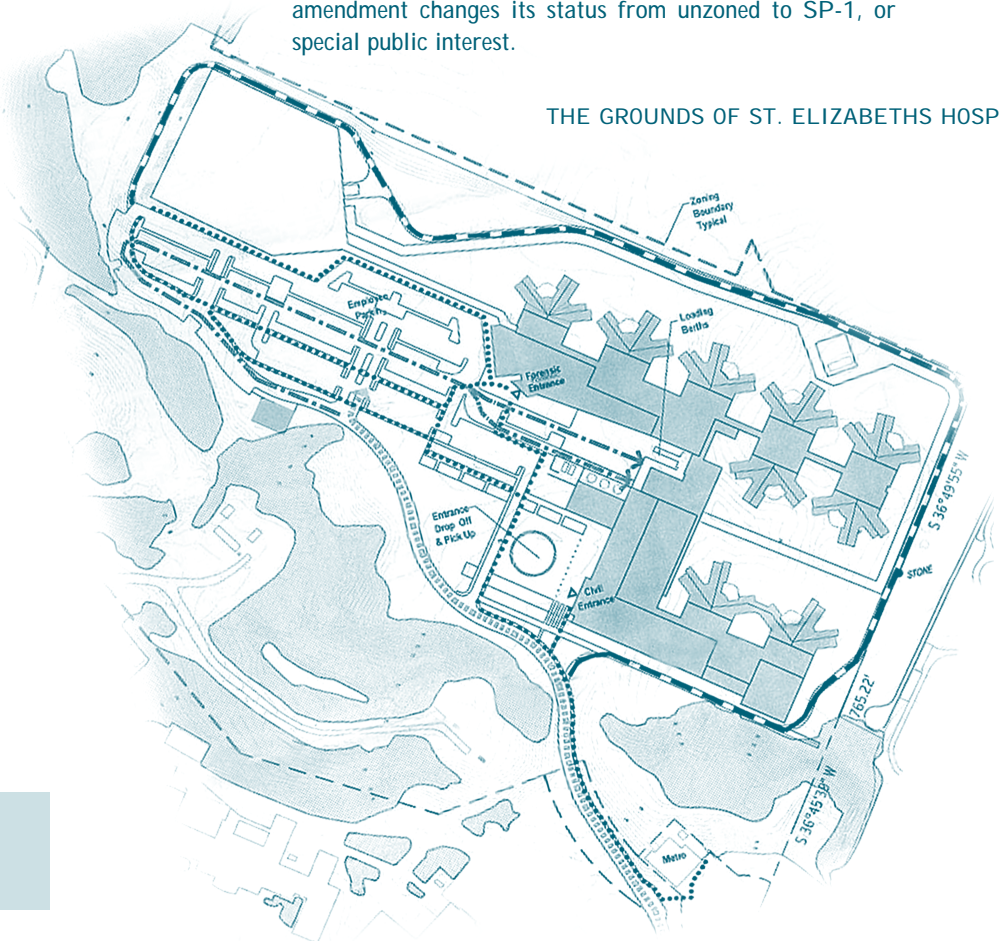 amendment changes its status from unzoned to SP-1, or
special public interest.
THE GROUNDS OF ST. ELIZABETHS HOSP
Zoning
Boundary
Typical
Employee
Parking
Loading
Berths
Forensic
Entrance
S 36°49'55" W
Entrance
Drop Off
& Pick Up
STONE
Civil
Entrance
765.22'
S 36°45'38" W
Metro